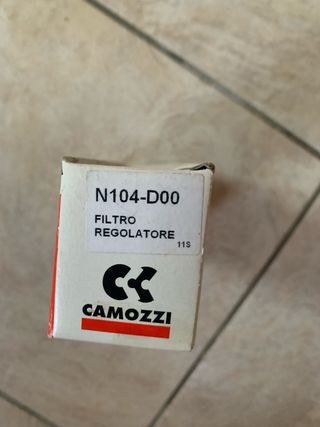 N104-D00
FILTRO
REGOLATORE
11S
CAMOZZI